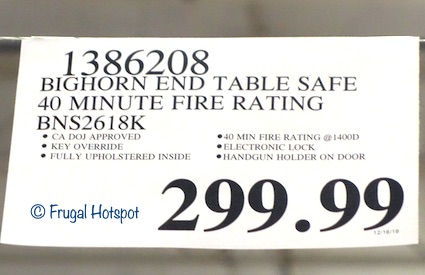 1386208
BIGHORN END TABLE SAFE
40 MINUTE FIRE RATING
BNS2618K
• CA DOJ APPROVED
• KEY OVERRIDE
• FULLY UPHOLSTERED INSIDE
• 40 MIN FIRE RATING @1400D
• ELECTRONIC LOCK
• HANDGUN HOLDER ON DOOR
© Frugal Hotspot
299.99
12/16/19